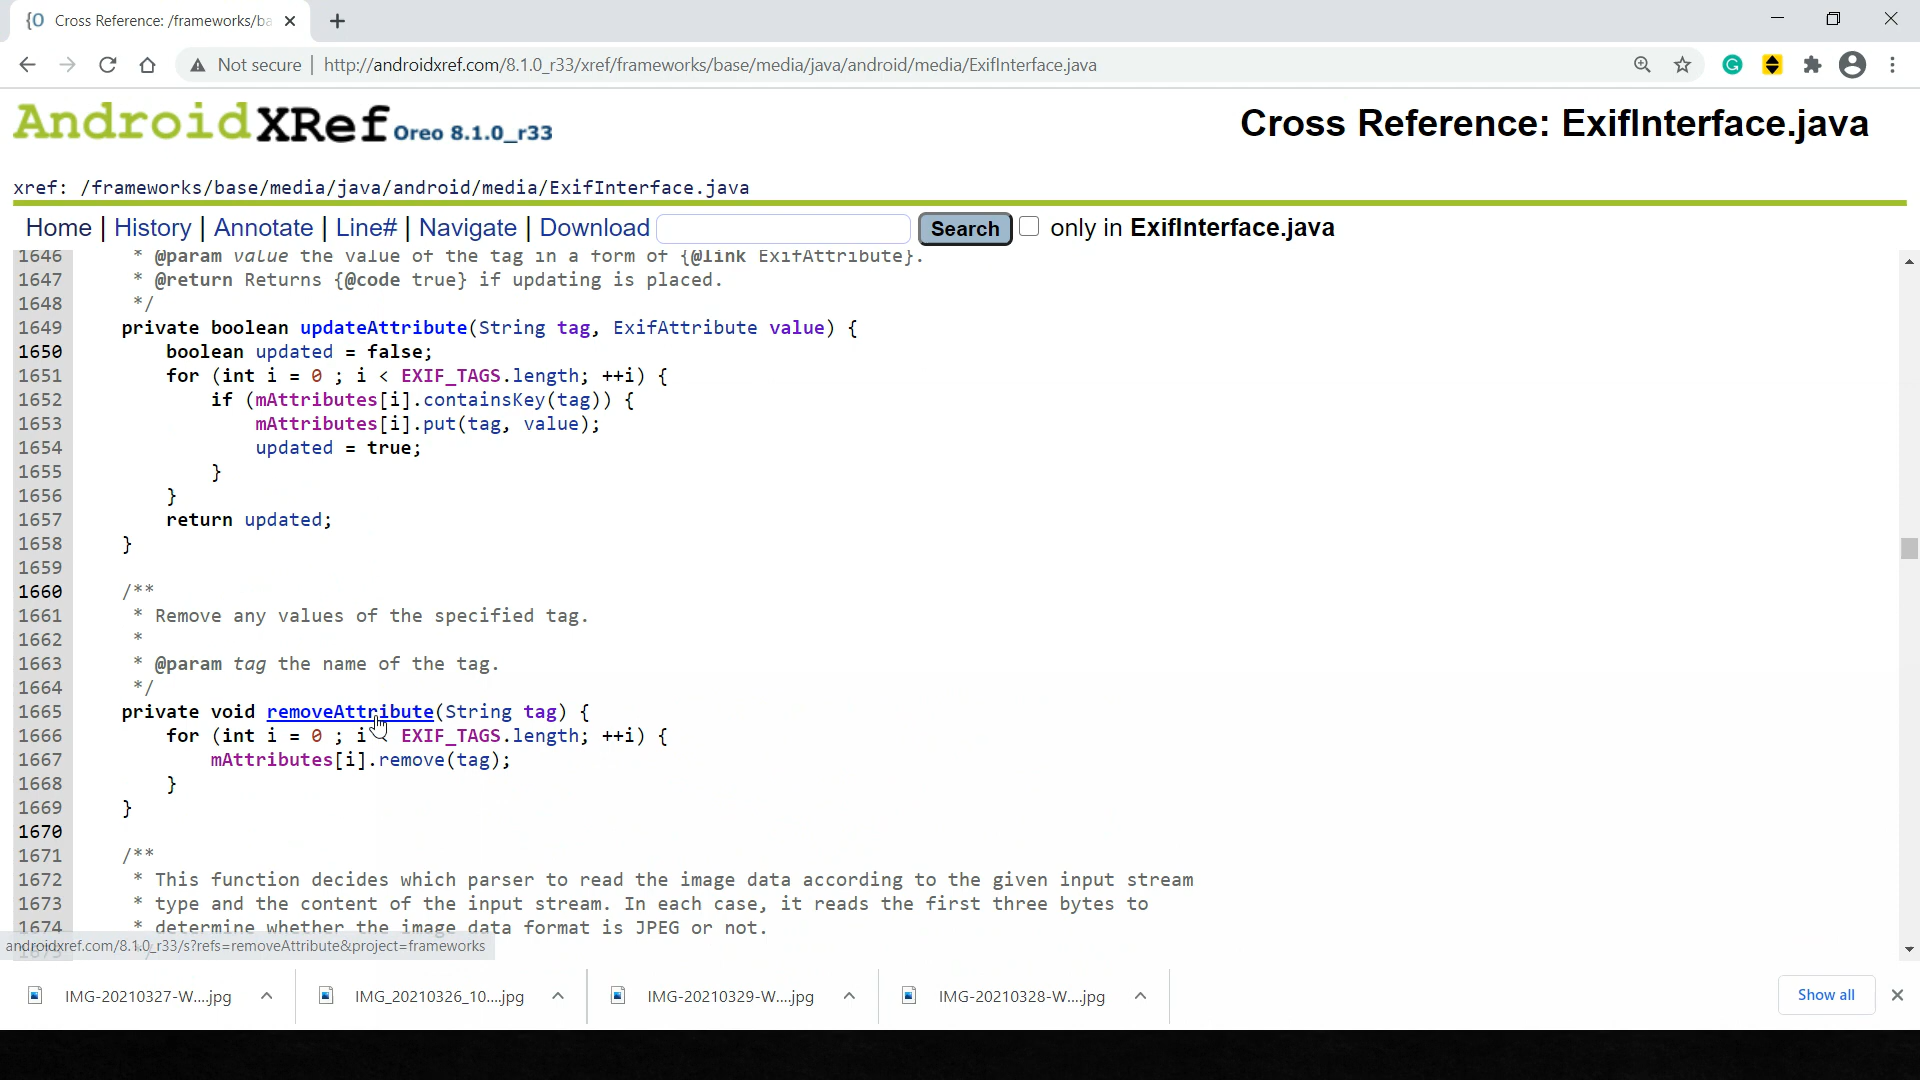 Cross Reference: /frameworks/ba
Not secure | http://androidxref.com/8.1.0_r33/xref/frameworks/base/media/java/android/media/ExifInterface.java
AndroidXRef Oreo 8.1.0_r33
Cross Reference: ExifInterface.java
xref: /frameworks/base/media/java/android/media/ExifInterface.java
Home | History | Annotate | Line# | Navigate | Download Search only in ExifInterface.java
1646 * @param value the value of the tag in a form of {@link ExifAttribute}.
1647 * @return Returns {@code true} if updating is placed.
1648 */
1649 private boolean updateAttribute(String tag, ExifAttribute value) {
1650 boolean updated = false;
1651 for (int i = 0 ; i < EXIF_TAGS.length; ++i) {
1652 if (mAttributes[i].containsKey(tag)) {
1653 mAttributes[i].put(tag, value);
1654 updated = true;
1655 }
1656 }
1657 return updated;
1658 }
1659
1660 /**
1661 * Remove any values of the specified tag.
1662 *
1663 * @param tag the name of the tag.
1664 */
1665 private void removeAttribute(String tag) {
1666 for (int i = 0 ; i < EXIF_TAGS.length; ++i) {
1667 mAttributes[i].remove(tag);
1668 }
1669 }
1670
1671 /**
1672 * This function decides which parser to read the image data according to the given input stream
1673 * type and the content of the input stream. In each case, it reads the first three bytes to
1674 * determine whether the image data format is JPEG or not.
androidxref.com/8.1.0_r33/s?refs=removeAttribute&project=frameworks
IMG-20210327-W....jpg
IMG_20210326_10....jpg
IMG-20210329-W....jpg
IMG-20210328-W....jpg
Show all